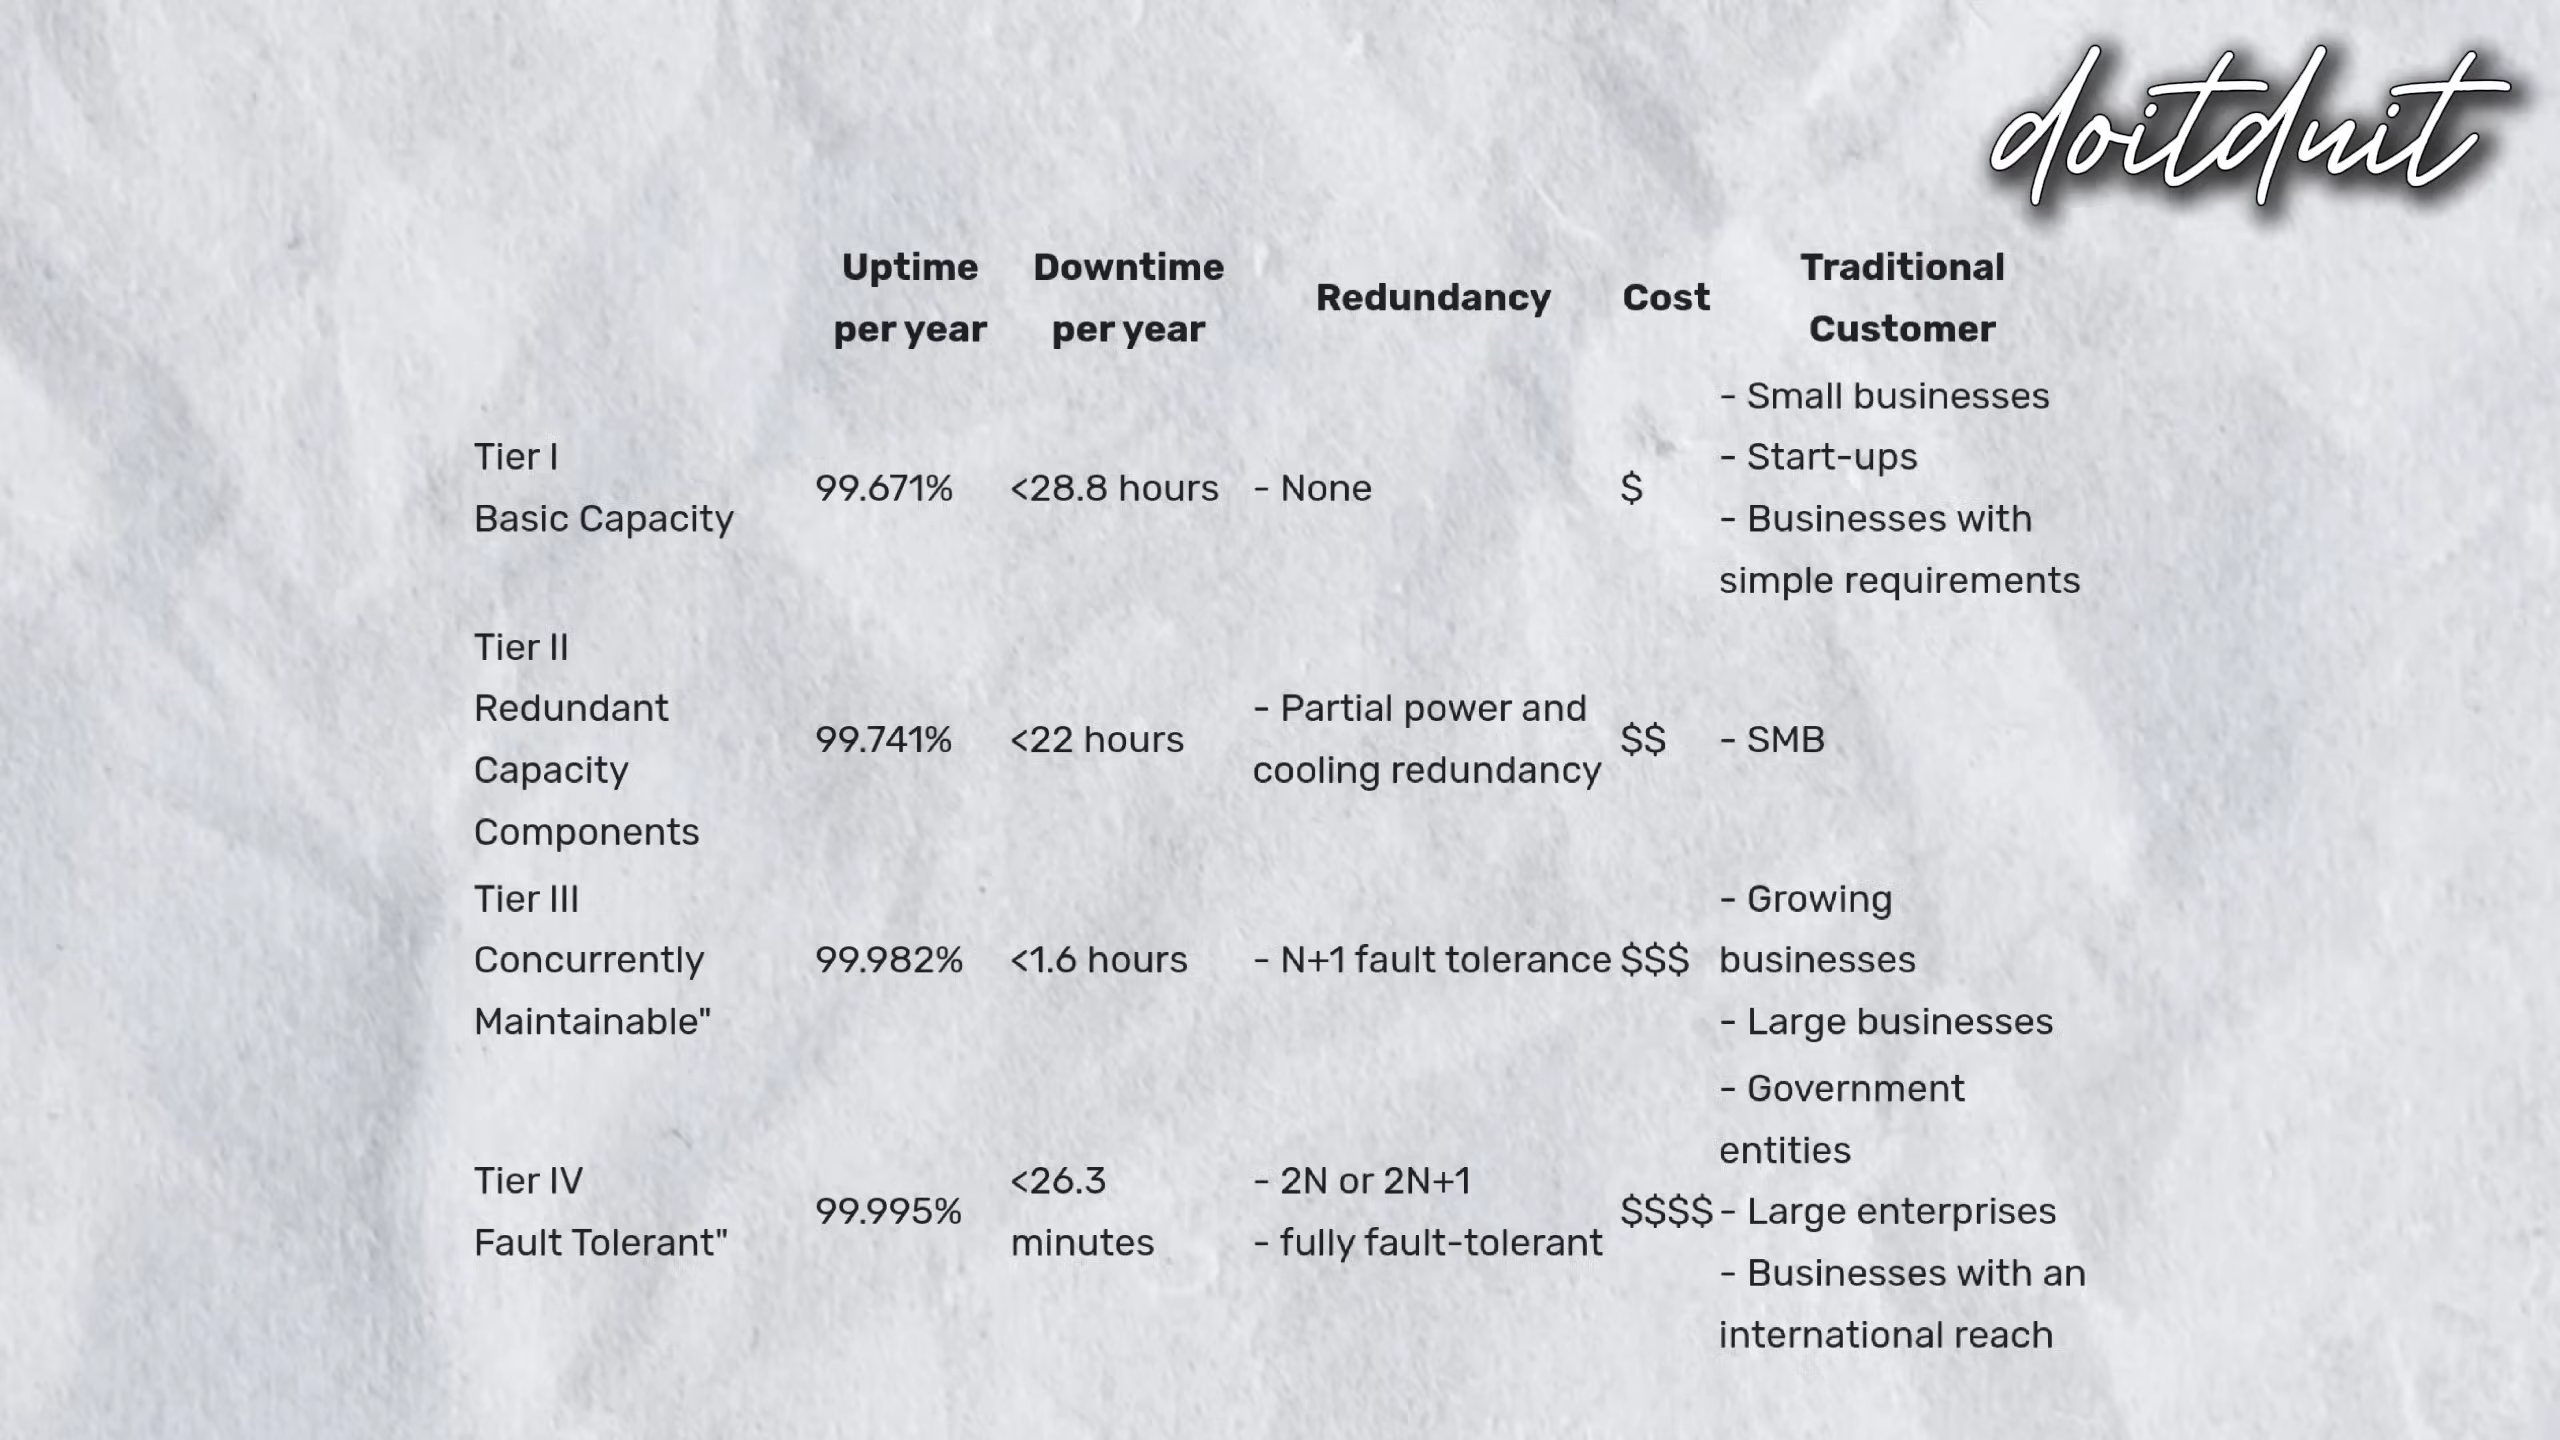 doitduit
Uptime
per year
Downtime
per year
Redundancy
Cost
Traditional
Customer
Tier I
Basic Capacity
99.671%
<28.8 hours
- None
$
- Small businesses
- Start-ups
- Businesses with
simple requirements
Tier II
Redundant
Capacity
Components
99.741%
<22 hours
- Partial power and
cooling redundancy
$$
- SMB
Tier III
Concurrently
Maintainable"
99.982%
<1.6 hours
- N+1 fault tolerance
$$$
- Growing
businesses
- Large businesses
Tier IV
Fault Tolerant"
99.995%
<26.3
minutes
- 2N or 2N+1
- fully fault-tolerant
$$$$
- Government
entities
- Large enterprises
- Businesses with an
international reach